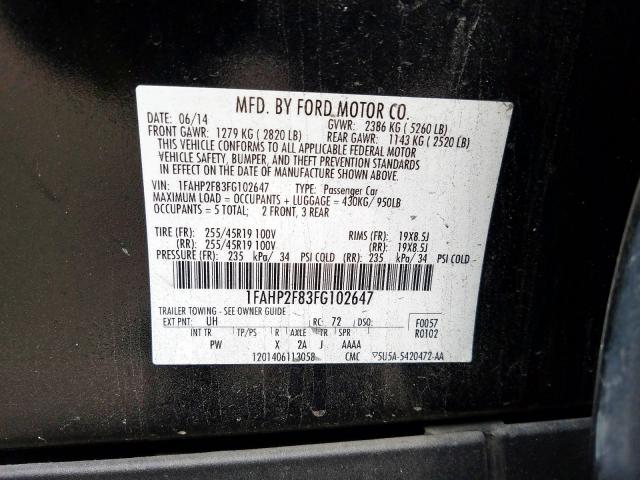 MFD. BY FORD MOTOR CO.
DATE: 06/14 GVWR: 2386 KG ( 5260 LB)
FRONT GAWR: 1279 KG ( 2820 LB) REAR GAWR: 1143 KG ( 2520 LB)
THIS VEHICLE CONFORMS TO ALL APPLICABLE FEDERAL MOTOR
VEHICLE SAFETY, BUMPER, AND THEFT PREVENTION STANDARDS
IN EFFECT ON THE DATE OF MANUFACTURE SHOWN ABOVE.
VIN: 1FAHP2F83FG102647 TYPE: Passenger Car
MAXIMUM LOAD = OCCUPANTS + LUGGAGE = 430KG/ 950LB
OCCUPANTS = 5 TOTAL; 2 FRONT, 3 REAR
TIRE (FR): 255/45R19 100V RIMS (FR): 19X8.5J
(RR): 255/45R19 100V (RR): 19X8.5J
PRESSURE (FR): 235 kPa/ 34 PSI COLD (RR): 235 kPa/ 34 PSI COLD
1FAHP2F83FG102647
TRAILER TOWING - SEE OWNER GUIDE
EXT PNT: UH RC: 72 DSO: F0057
R0102
INT TR TP/PS R AXLE TR SPR
PW X 2A J AAAA
1201406113058 CMC ▽5U5A-5420472-AA